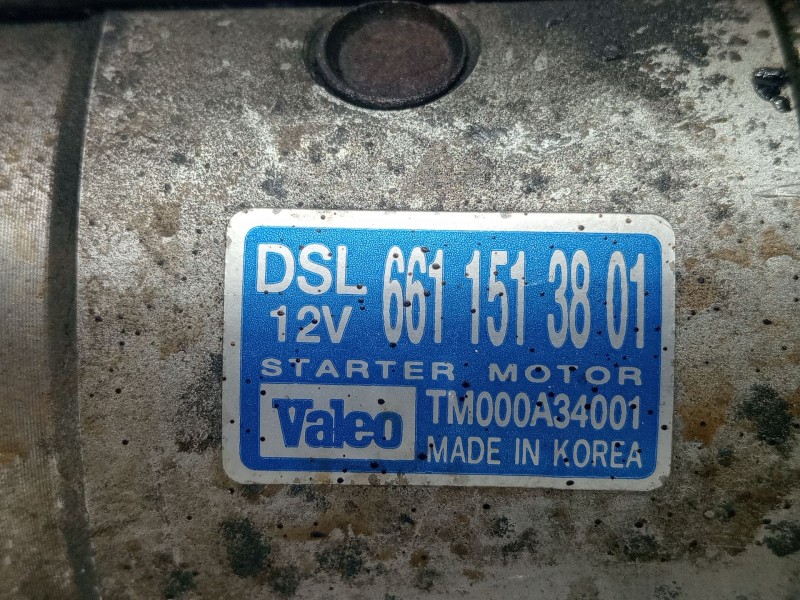 DSL 661 151 38 01
12V
STARTER MOTOR
Valeo TM000A34001
MADE IN KOREA